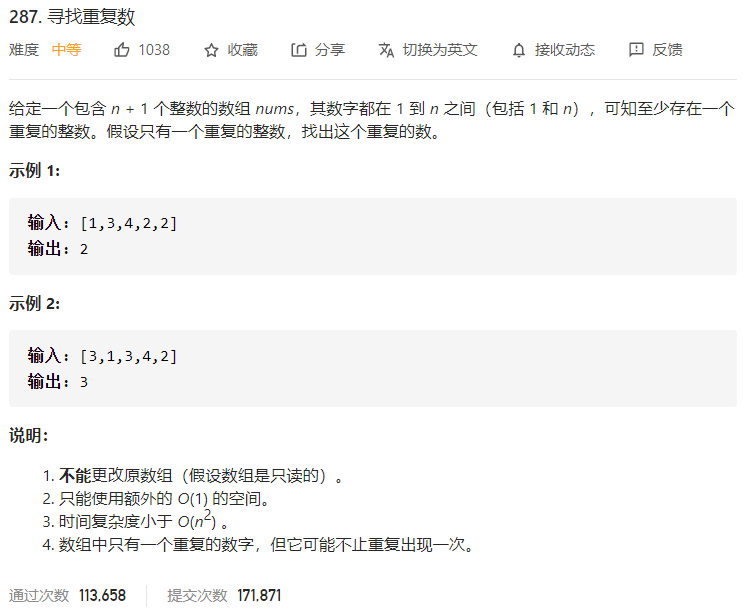 287. 寻找重复数
难度 中等 1038 收藏 分享 切换为英文 接收动态 反馈
给定一个包含 n + 1 个整数的数组 nums，其数字都在 1 到 n 之间（包括 1 和 n），可知至少存在一个
重复的整数。假设只有一个重复的整数，找出这个重复的数。
示例 1:
输入: [1,3,4,2,2]
输出: 2
示例 2:
输入: [3,1,3,4,2]
输出: 3
说明:
1. 不能更改原数组（假设数组是只读的）。
2. 只能使用额外的 O(1) 的空间。
3. 时间复杂度小于 O(n²) 。
4. 数组中只有一个重复的数字，但它可能不止重复出现一次。
通过次数 113,658 提交次数 171,871